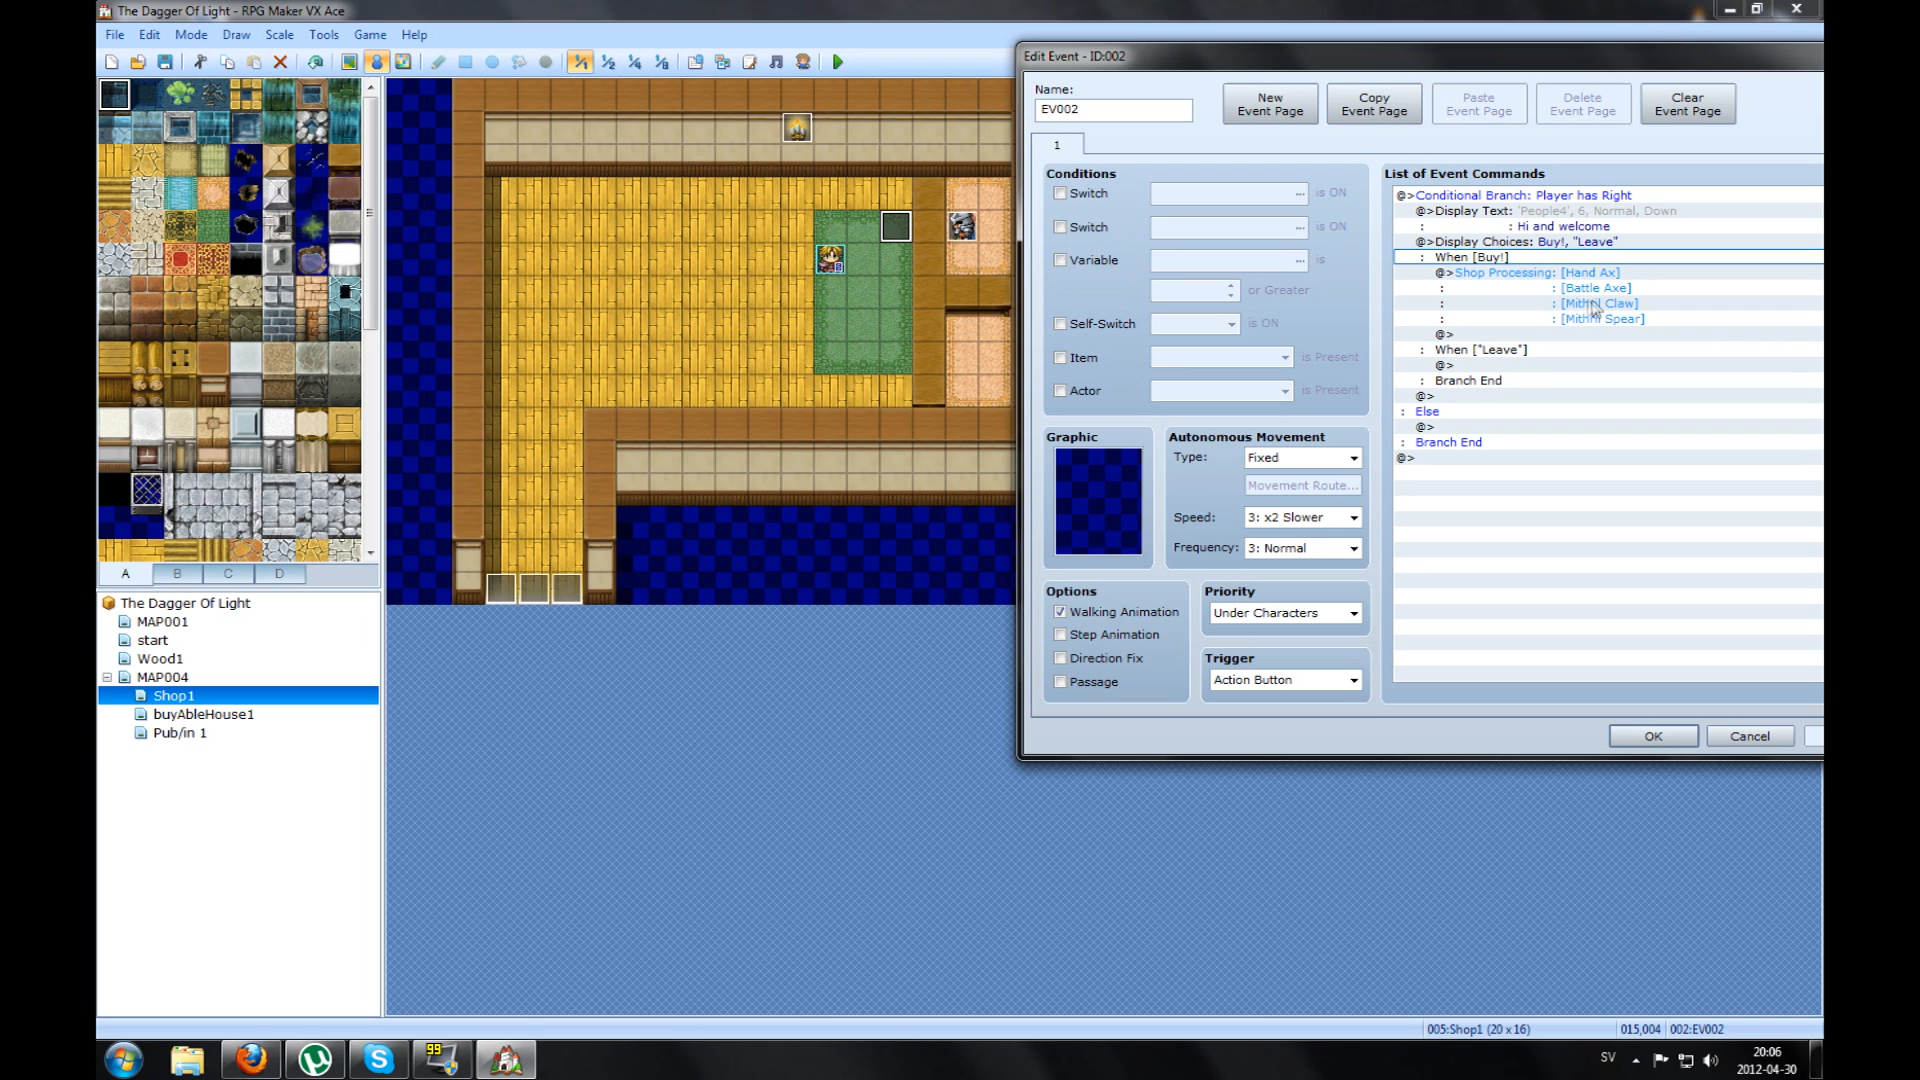 The Dagger Of Light - RPG Maker VX Ace
File Edit Mode Draw Scale Tools Game Help
Edit Event - ID:002
Name:
EV002
New Event Page
Copy Event Page
Paste Event Page
Delete Event Page
Clear Event Page
1
Conditions
Switch ... is ON
Switch ... is ON
Variable ... is
or Greater
Self-Switch is ON
Item is Present
Actor is Present
Graphic
Autonomous Movement
Type: Fixed
Movement Route...
Speed: 3: x2 Slower
Frequency: 3: Normal
Options
Walking Animation
Step Animation
Direction Fix
Passage
Priority
Under Characters
Trigger
Action Button
List of Event Commands
@>Conditional Branch: Player has Right
@>Display Text: 'People4', 6, Normal, Down
: : Hi and welcome
@>Display Choices: Buy!, "Leave"
: When [Buy!]
@>Shop Processing: [Hand Ax]
: : [Battle Axe]
: : [Mithril Claw]
: : [Mithril Spear]
@>
: When ["Leave"]
@>
: Branch End
@>
: Else
@>
: Branch End
@>
OK
Cancel
A B C D
The Dagger Of Light
MAP001
start
Wood1
MAP004
Shop1
buyAbleHouse1
Pub/in 1
005:Shop1 (20 x 16)
015,004
002:EV002
99
SV
20:06
2012-04-30